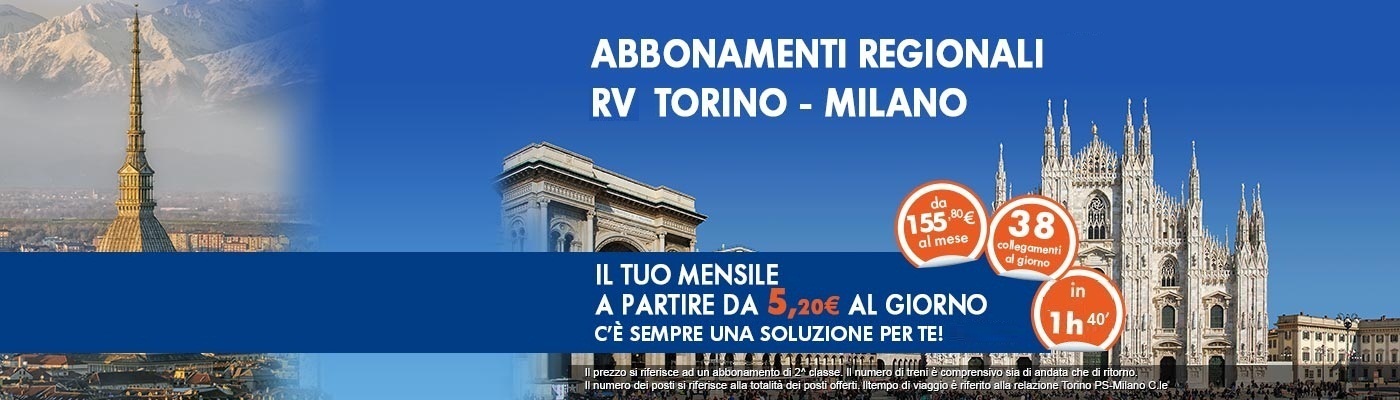 ABBONAMENTI REGIONALI
RV TORINO - MILANO
da
155,80€
al mese
38
collegamenti
al giorno
in
1h 40'
IL TUO MENSILE
A PARTIRE DA 5,20€ AL GIORNO
C'È SEMPRE UNA SOLUZIONE PER TE!
Il prezzo si riferisce ad un abbonamento di 2^ classe. Il numero di treni è comprensivo sia di andata che di ritorno.
Il numero dei posti si riferisce alla totalità dei posti offerti. Iltempo di viaggio è riferito alla relazione Torino PS-Milano C.le